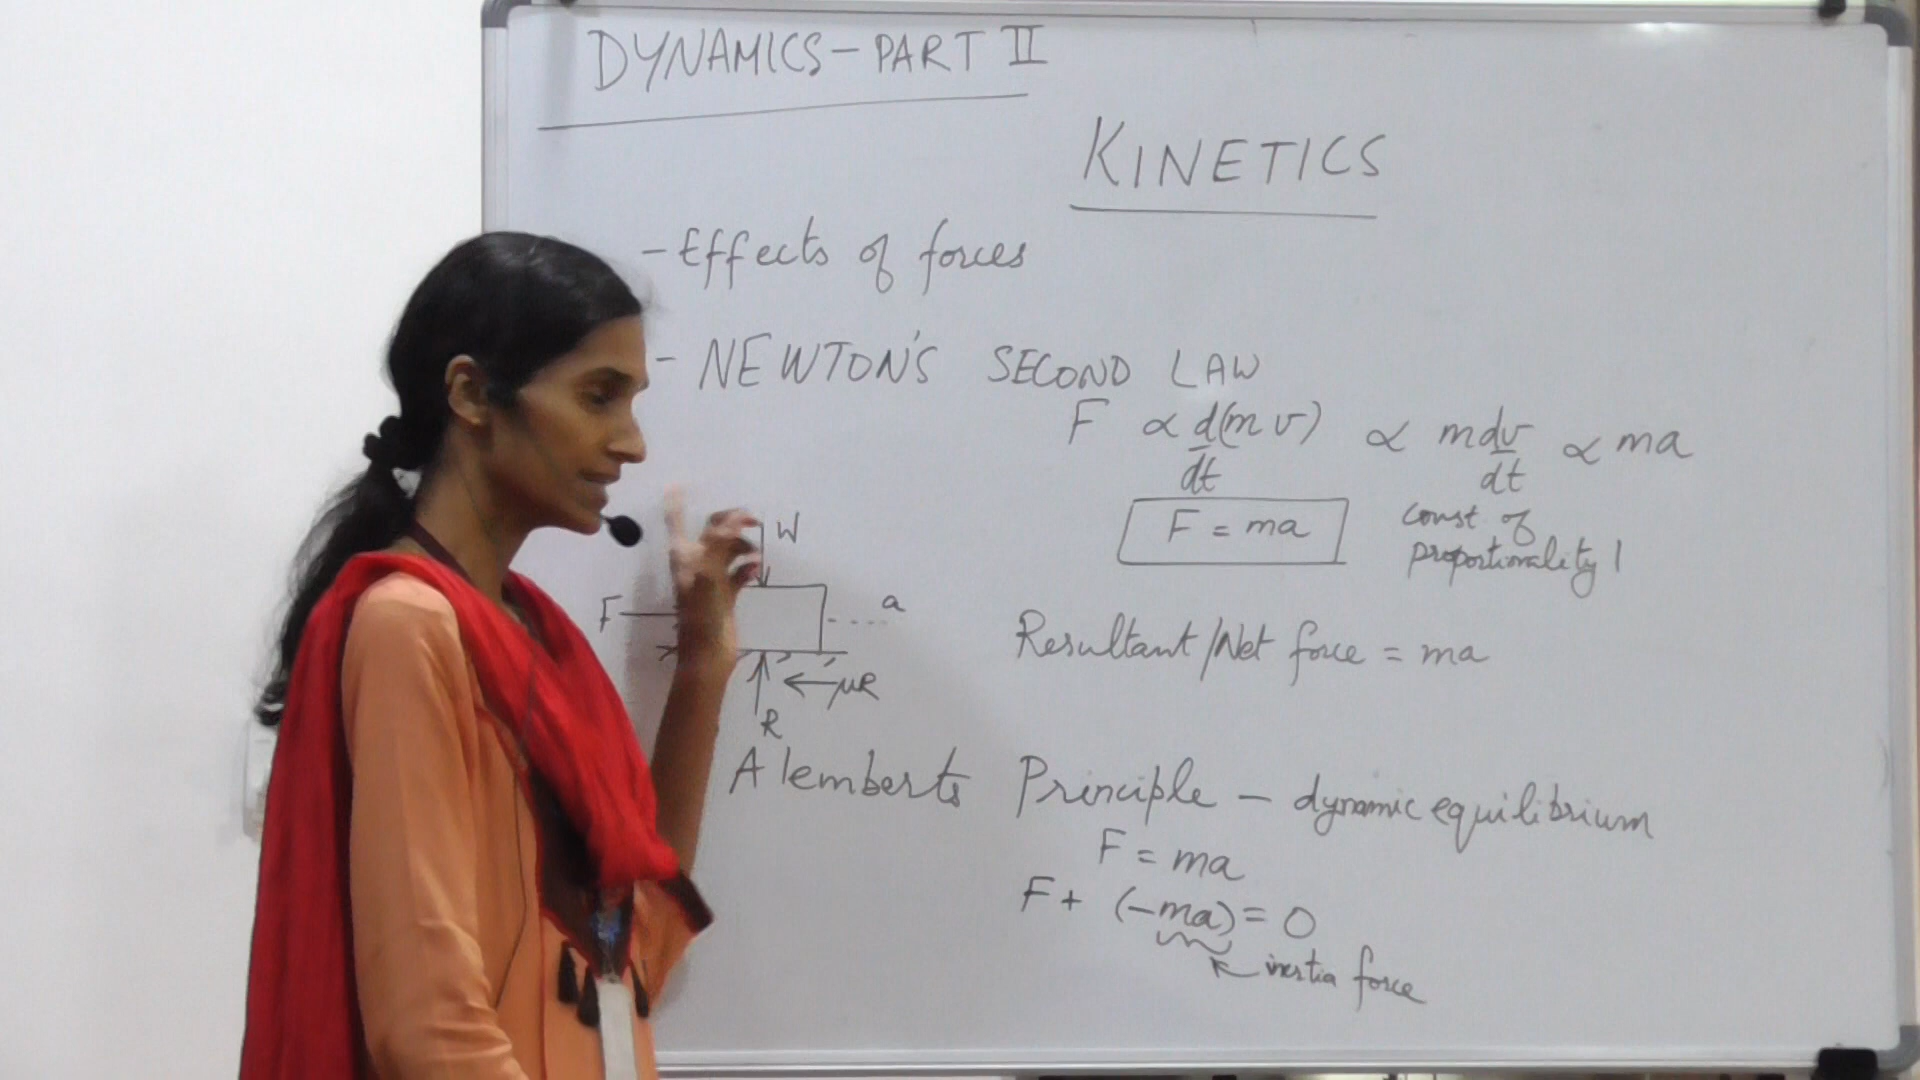 DYNAMICS – PART II
KINETICS
- Effects of forces
- NEWTON'S SECOND LAW
F ∝ d(mv)/dt ∝ mdv/dt ∝ ma
F = ma
const of
proportionality 1
W
F
a
μR
R
Resultant/Net force = ma
Alemberts Principle – dynamic equilibrium
F = ma
F + (-ma) = 0
inertia force